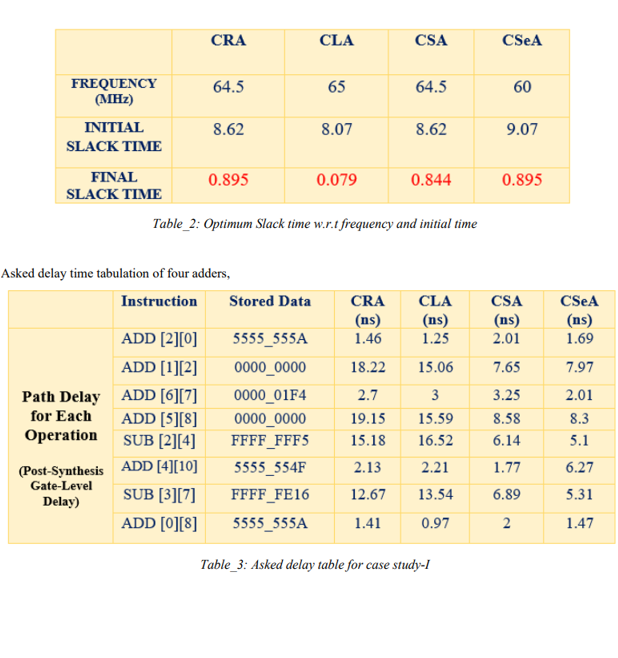 CRA CLA CSA CSeA
FREQUENCY (MHz) 64.5 65 64.5 60
INITIAL SLACK TIME 8.62 8.07 8.62 9.07
FINAL SLACK TIME 0.895 0.079 0.844 0.895
Table_2: Optimum Slack time w.r.t frequency and initial time
Asked delay time tabulation of four adders,
Instruction Stored Data CRA (ns) CLA (ns) CSA (ns) CSeA (ns)
Path Delay for Each Operation
(Post-Synthesis Gate-Level Delay)
ADD [2][0] 5555_555A 1.46 1.25 2.01 1.69
ADD [1][2] 0000_0000 18.22 15.06 7.65 7.97
ADD [6][7] 0000_01F4 2.7 3 3.25 2.01
ADD [5][8] 0000_0000 19.15 15.59 8.58 8.3
SUB [2][4] FFFF_FFF5 15.18 16.52 6.14 5.1
ADD [4][10] 5555_554F 2.13 2.21 1.77 6.27
SUB [3][7] FFFF_FE16 12.67 13.54 6.89 5.31
ADD [0][8] 5555_555A 1.41 0.97 2 1.47
Table_3: Asked delay table for case study-I